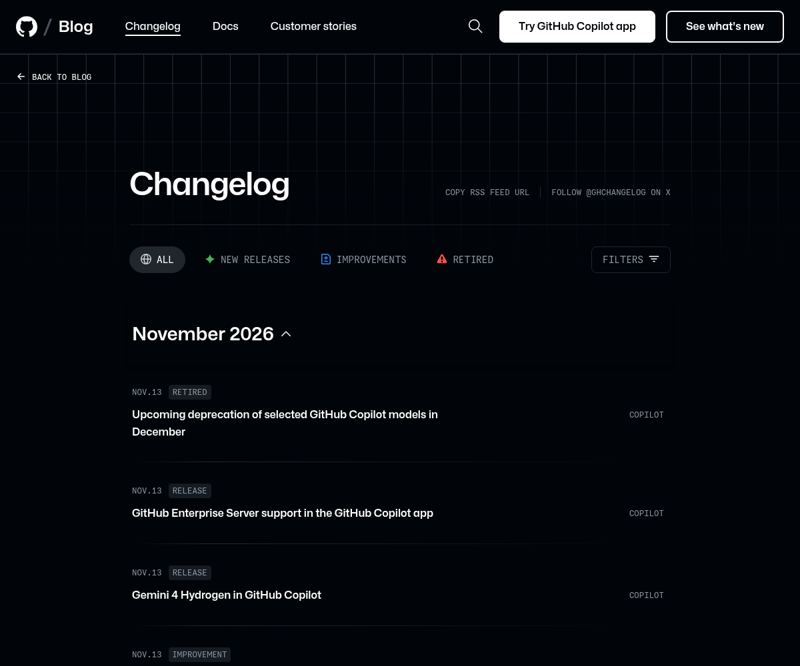 / Blog
Changelog
Docs
Customer stories
Try GitHub Copilot app
See what's new
← BACK TO BLOG
Changelog
COPY RSS FEED URL
FOLLOW @GHCHANGELOG ON X
ALL
NEW RELEASES
IMPROVEMENTS
RETIRED
FILTERS
November 2026
NOV.13 RETIRED
Upcoming deprecation of selected GitHub Copilot models in
December
COPILOT
NOV.13 RELEASE
GitHub Enterprise Server support in the GitHub Copilot app
COPILOT
NOV.13 RELEASE
Gemini 4 Hydrogen in GitHub Copilot
COPILOT
NOV.13 IMPROVEMENT